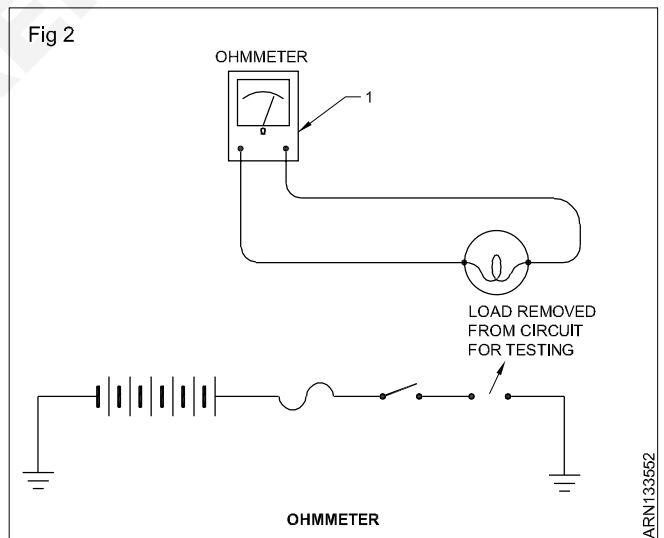 Fig 2
OHMMETER
1
Ω
LOAD REMOVED
FROM CIRCUIT
FOR TESTING
OHMMETER
ARN133552